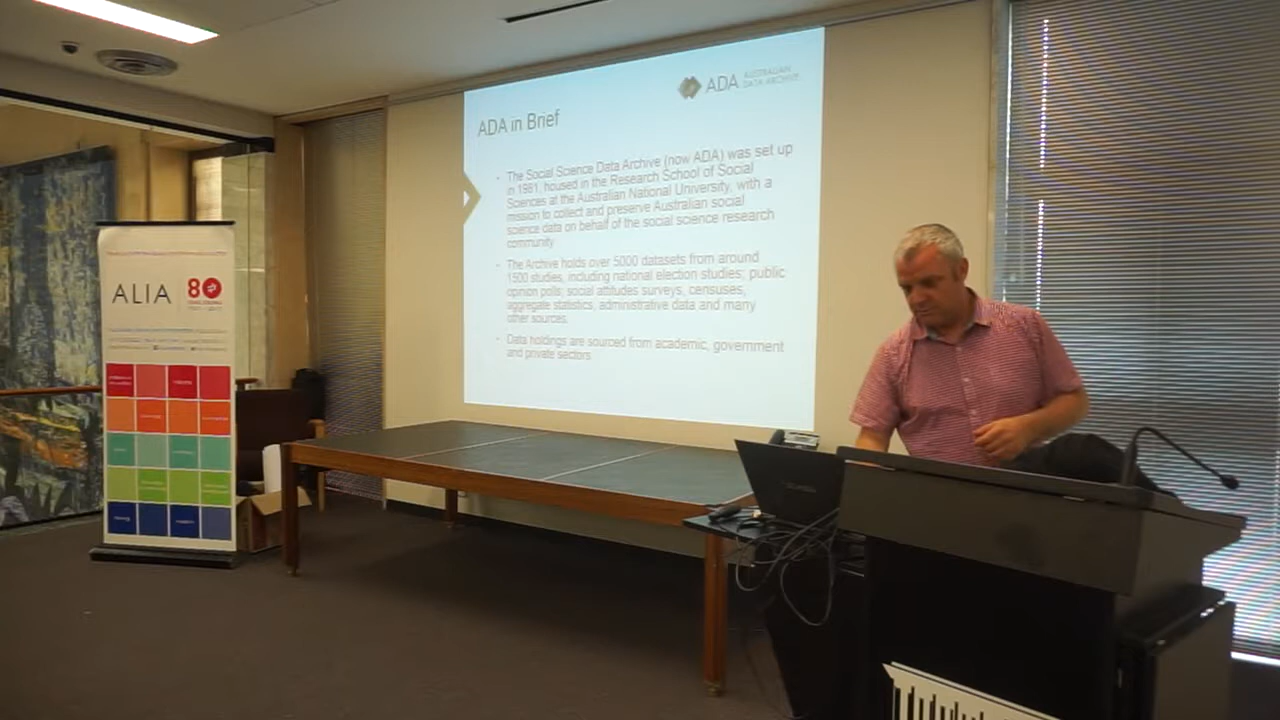 ADA AUSTRALIAN
DATA ARCHIVE
ADA in Brief
- The Social Science Data Archive (now ADA) was set up
in 1981, housed in the Research School of Social
Sciences at the Australian National University, with a
mission to collect and preserve Australian social
science data on behalf of the social science research
community
- The Archive holds over 5000 datasets from around
1500 studies, including national election studies; public
opinion polls; social attitudes surveys, censuses,
aggregate statistics, administrative data and many
other sources.
- Data holdings are sourced from academic, government
and private sectors
ALIA 80